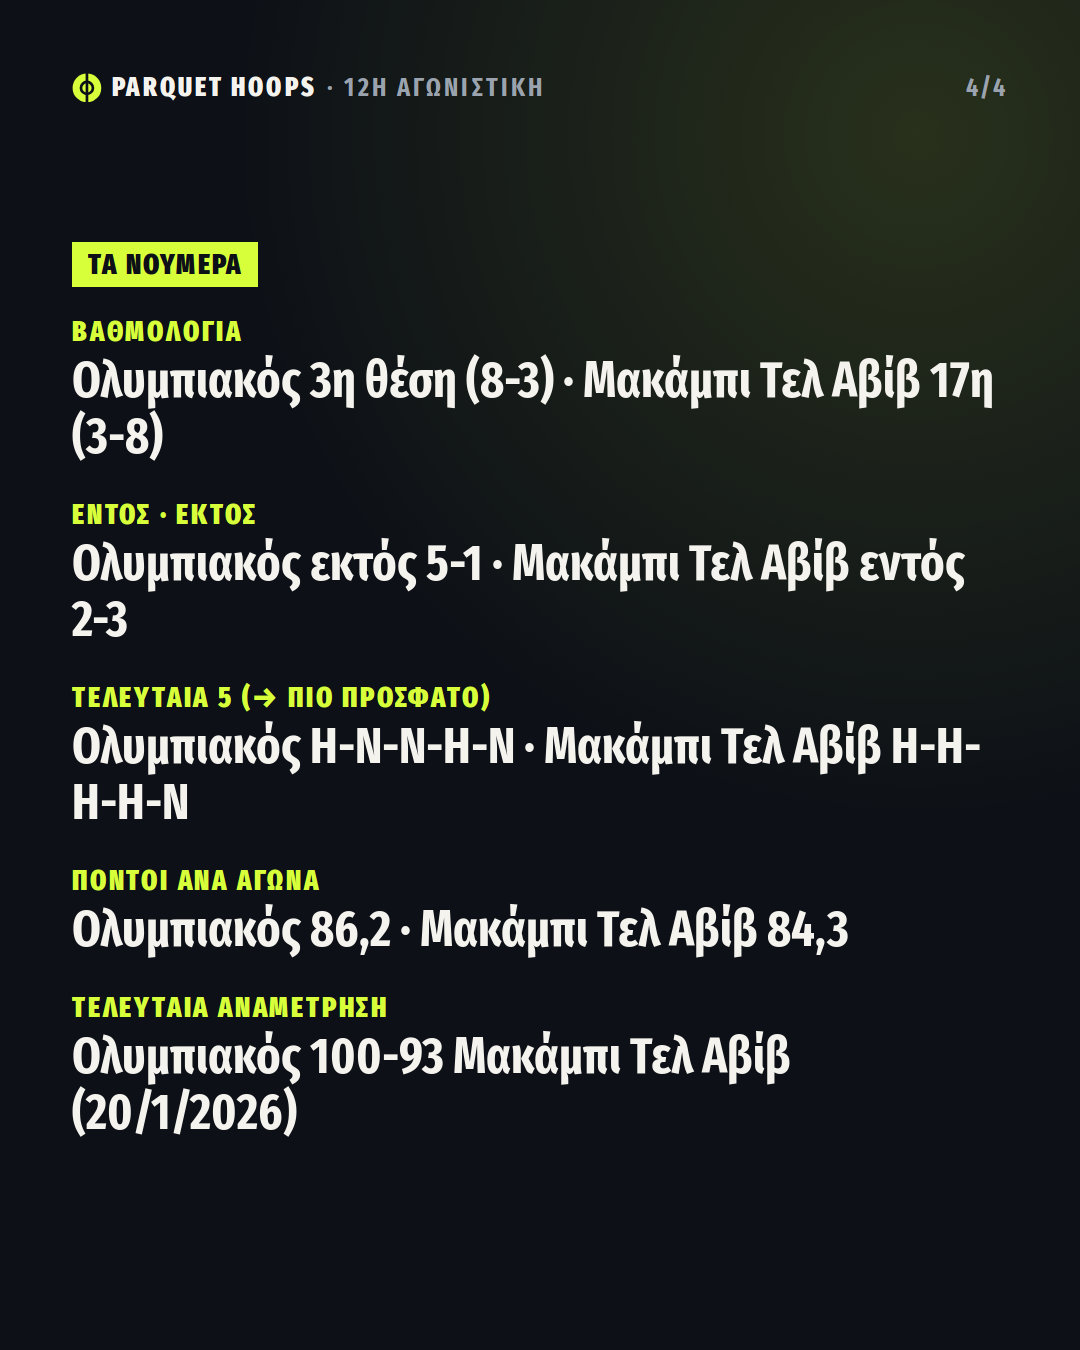 PARQUET HOOPS · 12Η ΑΓΩΝΙΣΤΙΚΗ
4/4
ΤΑ ΝΟΥΜΕΡΑ
ΒΑΘΜΟΛΟΓΙΑ
Ολυμπιακός 3η θέση (8-3) · Μακάμπι Τελ Αβίβ 17η
(3-8)
ΕΝΤΟΣ · ΕΚΤΟΣ
Ολυμπιακός εκτός 5-1 · Μακάμπι Τελ Αβίβ εντός
2-3
ΤΕΛΕΥΤΑΙΑ 5 (→ ΠΙΟ ΠΡΟΣΦΑΤΟ)
Ολυμπιακός Η-Ν-Ν-Η-Ν · Μακάμπι Τελ Αβίβ Η-Η-
Η-Η-Ν
ΠΟΝΤΟΙ ΑΝΑ ΑΓΩΝΑ
Ολυμπιακός 86,2 · Μακάμπι Τελ Αβίβ 84,3
ΤΕΛΕΥΤΑΙΑ ΑΝΑΜΕΤΡΗΣΗ
Ολυμπιακός 100-93 Μακάμπι Τελ Αβίβ
(20/1/2026)